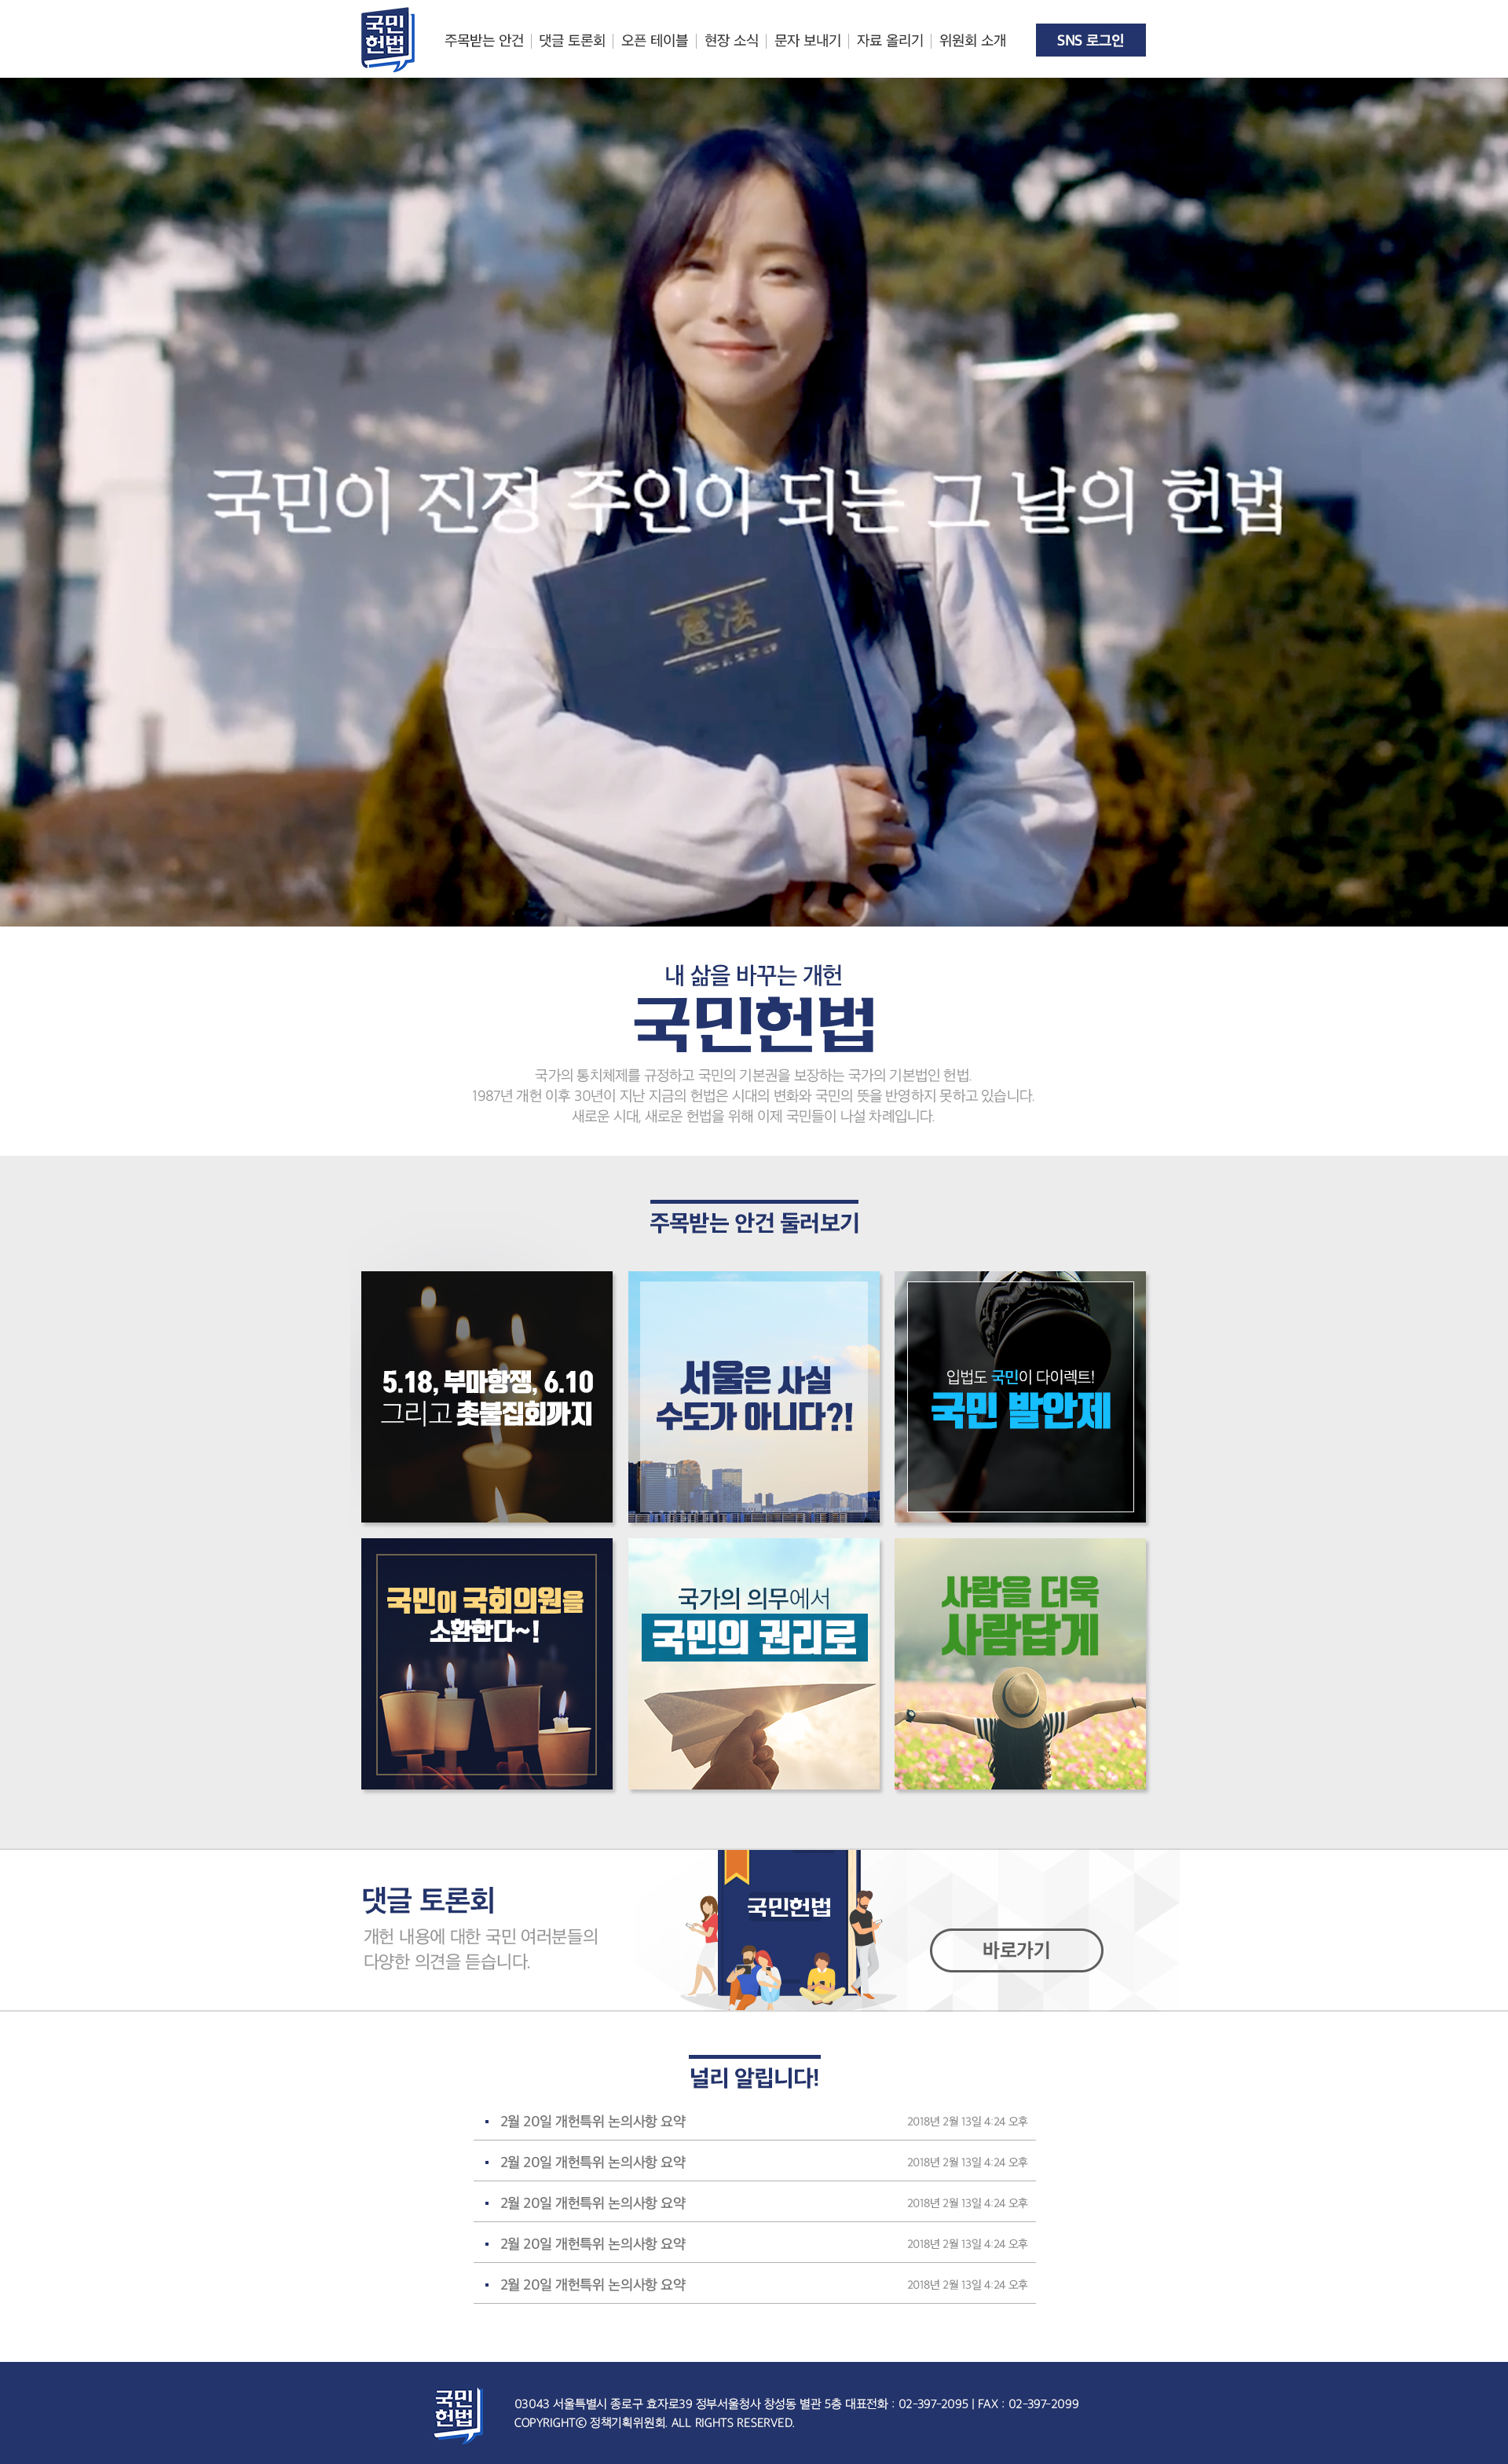 국민
헌법
주목받는 안건 | 댓글 토론회 | 오픈 테이블 | 현장 소식 | 문자 보내기 | 자료 올리기 | 위원회 소개
SNS 로그인
국민이 진정 주인이 되는 그 날의 헌법
憲法
내 삶을 바꾸는 개헌
국민헌법
국가의 통치체제를 규정하고 국민의 기본권을 보장하는 국가의 기본법인 헌법.
1987년 개헌 이후 30년이 지난 지금의 헌법은 시대의 변화와 국민의 뜻을 반영하지 못하고 있습니다.
새로운 시대, 새로운 헌법을 위해 이제 국민들이 나설 차례입니다.
주목받는 안건 둘러보기
5.18, 부마항쟁, 6.10
그리고 촛불집회까지
서울은 사실
수도가 아니다?!
입법도 국민이 다이렉트!
국민 발안제
국민이 국회의원을
소환한다~!
국가의 의무에서
국민의 권리로
사람을 더욱
사람답게
댓글 토론회
개헌 내용에 대한 국민 여러분들의
다양한 의견을 듣습니다.
국민헌법
바로가기
널리 알립니다!
2월 20일 개헌특위 논의사항 요약 2018년 2월 13일 4:24 오후
2월 20일 개헌특위 논의사항 요약 2018년 2월 13일 4:24 오후
2월 20일 개헌특위 논의사항 요약 2018년 2월 13일 4:24 오후
2월 20일 개헌특위 논의사항 요약 2018년 2월 13일 4:24 오후
2월 20일 개헌특위 논의사항 요약 2018년 2월 13일 4:24 오후
국민
헌법
03043 서울특별시 종로구 효자로39 정부서울청사 창성동 별관 5층 대표전화 : 02-397-2095 | FAX : 02-397-2099
COPYRIGHTⓒ 정책기획위원회. ALL RIGHTS RESERVED.